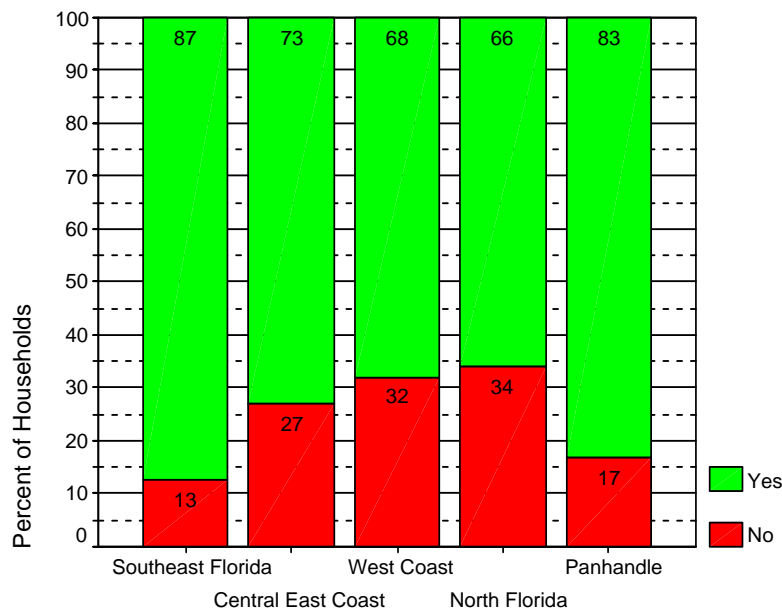 Percent of Households
100
90
80
70
60
50
40
30
20
10
0
87 73 68 66 83
13 27 32 34 17
Yes
No
Southeast Florida West Coast Panhandle
Central East Coast North Florida